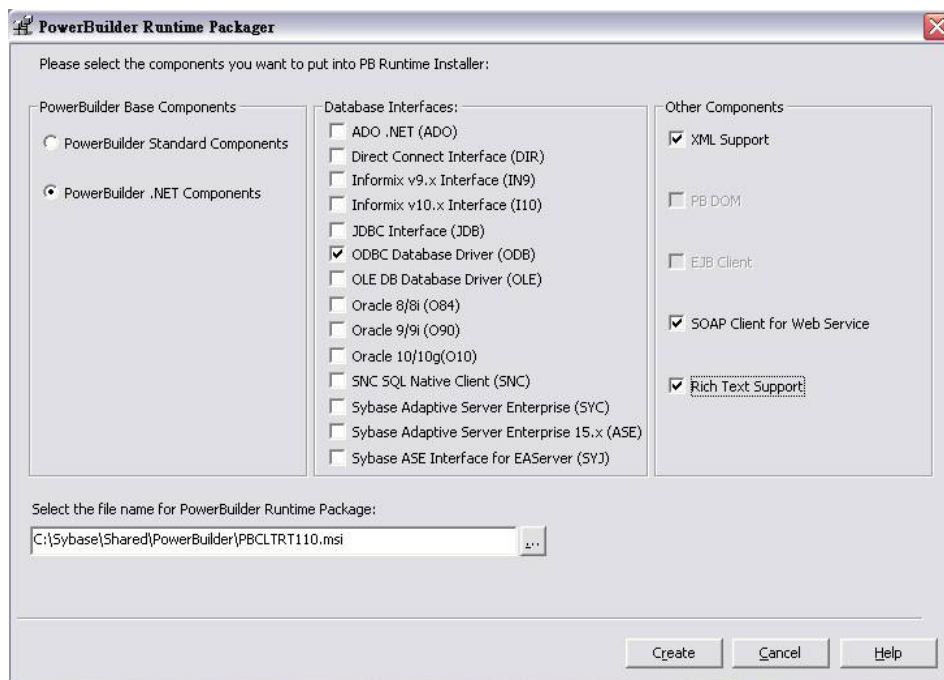 PowerBuilder Runtime Packager
Please select the components you want to put into PB Runtime Installer:
PowerBuilder Base Components
PowerBuilder Standard Components
PowerBuilder .NET Components
Database Interfaces:
ADO .NET (ADO)
Direct Connect Interface (DIR)
Informix v9.x Interface (IN9)
Informix v10.x Interface (I10)
JDBC Interface (JDB)
ODBC Database Driver (ODB)
OLE DB Database Driver (OLE)
Oracle 8/8i (O84)
Oracle 9/9i (O90)
Oracle 10/10g(O10)
SNC SQL Native Client (SNC)
Sybase Adaptive Server Enterprise (SYC)
Sybase Adaptive Server Enterprise 15.x (ASE)
Sybase ASE Interface for EAServer (SYJ)
Other Components
XML Support
PB DOM
EJB Client
SOAP Client for Web Service
Rich Text Support
Select the file name for PowerBuilder Runtime Package:
C:\Sybase\Shared\PowerBuilder\PBCLTRT110.msi
...
Create
Cancel
Help